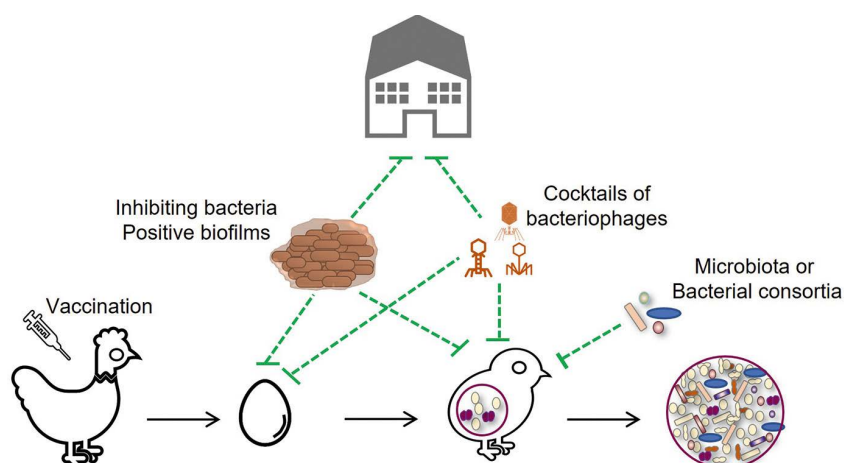 Inhibiting bacteria
Positive biofilms
Cocktails of
bacteriophages
Microbiota or
Bacterial consortia
Vaccination